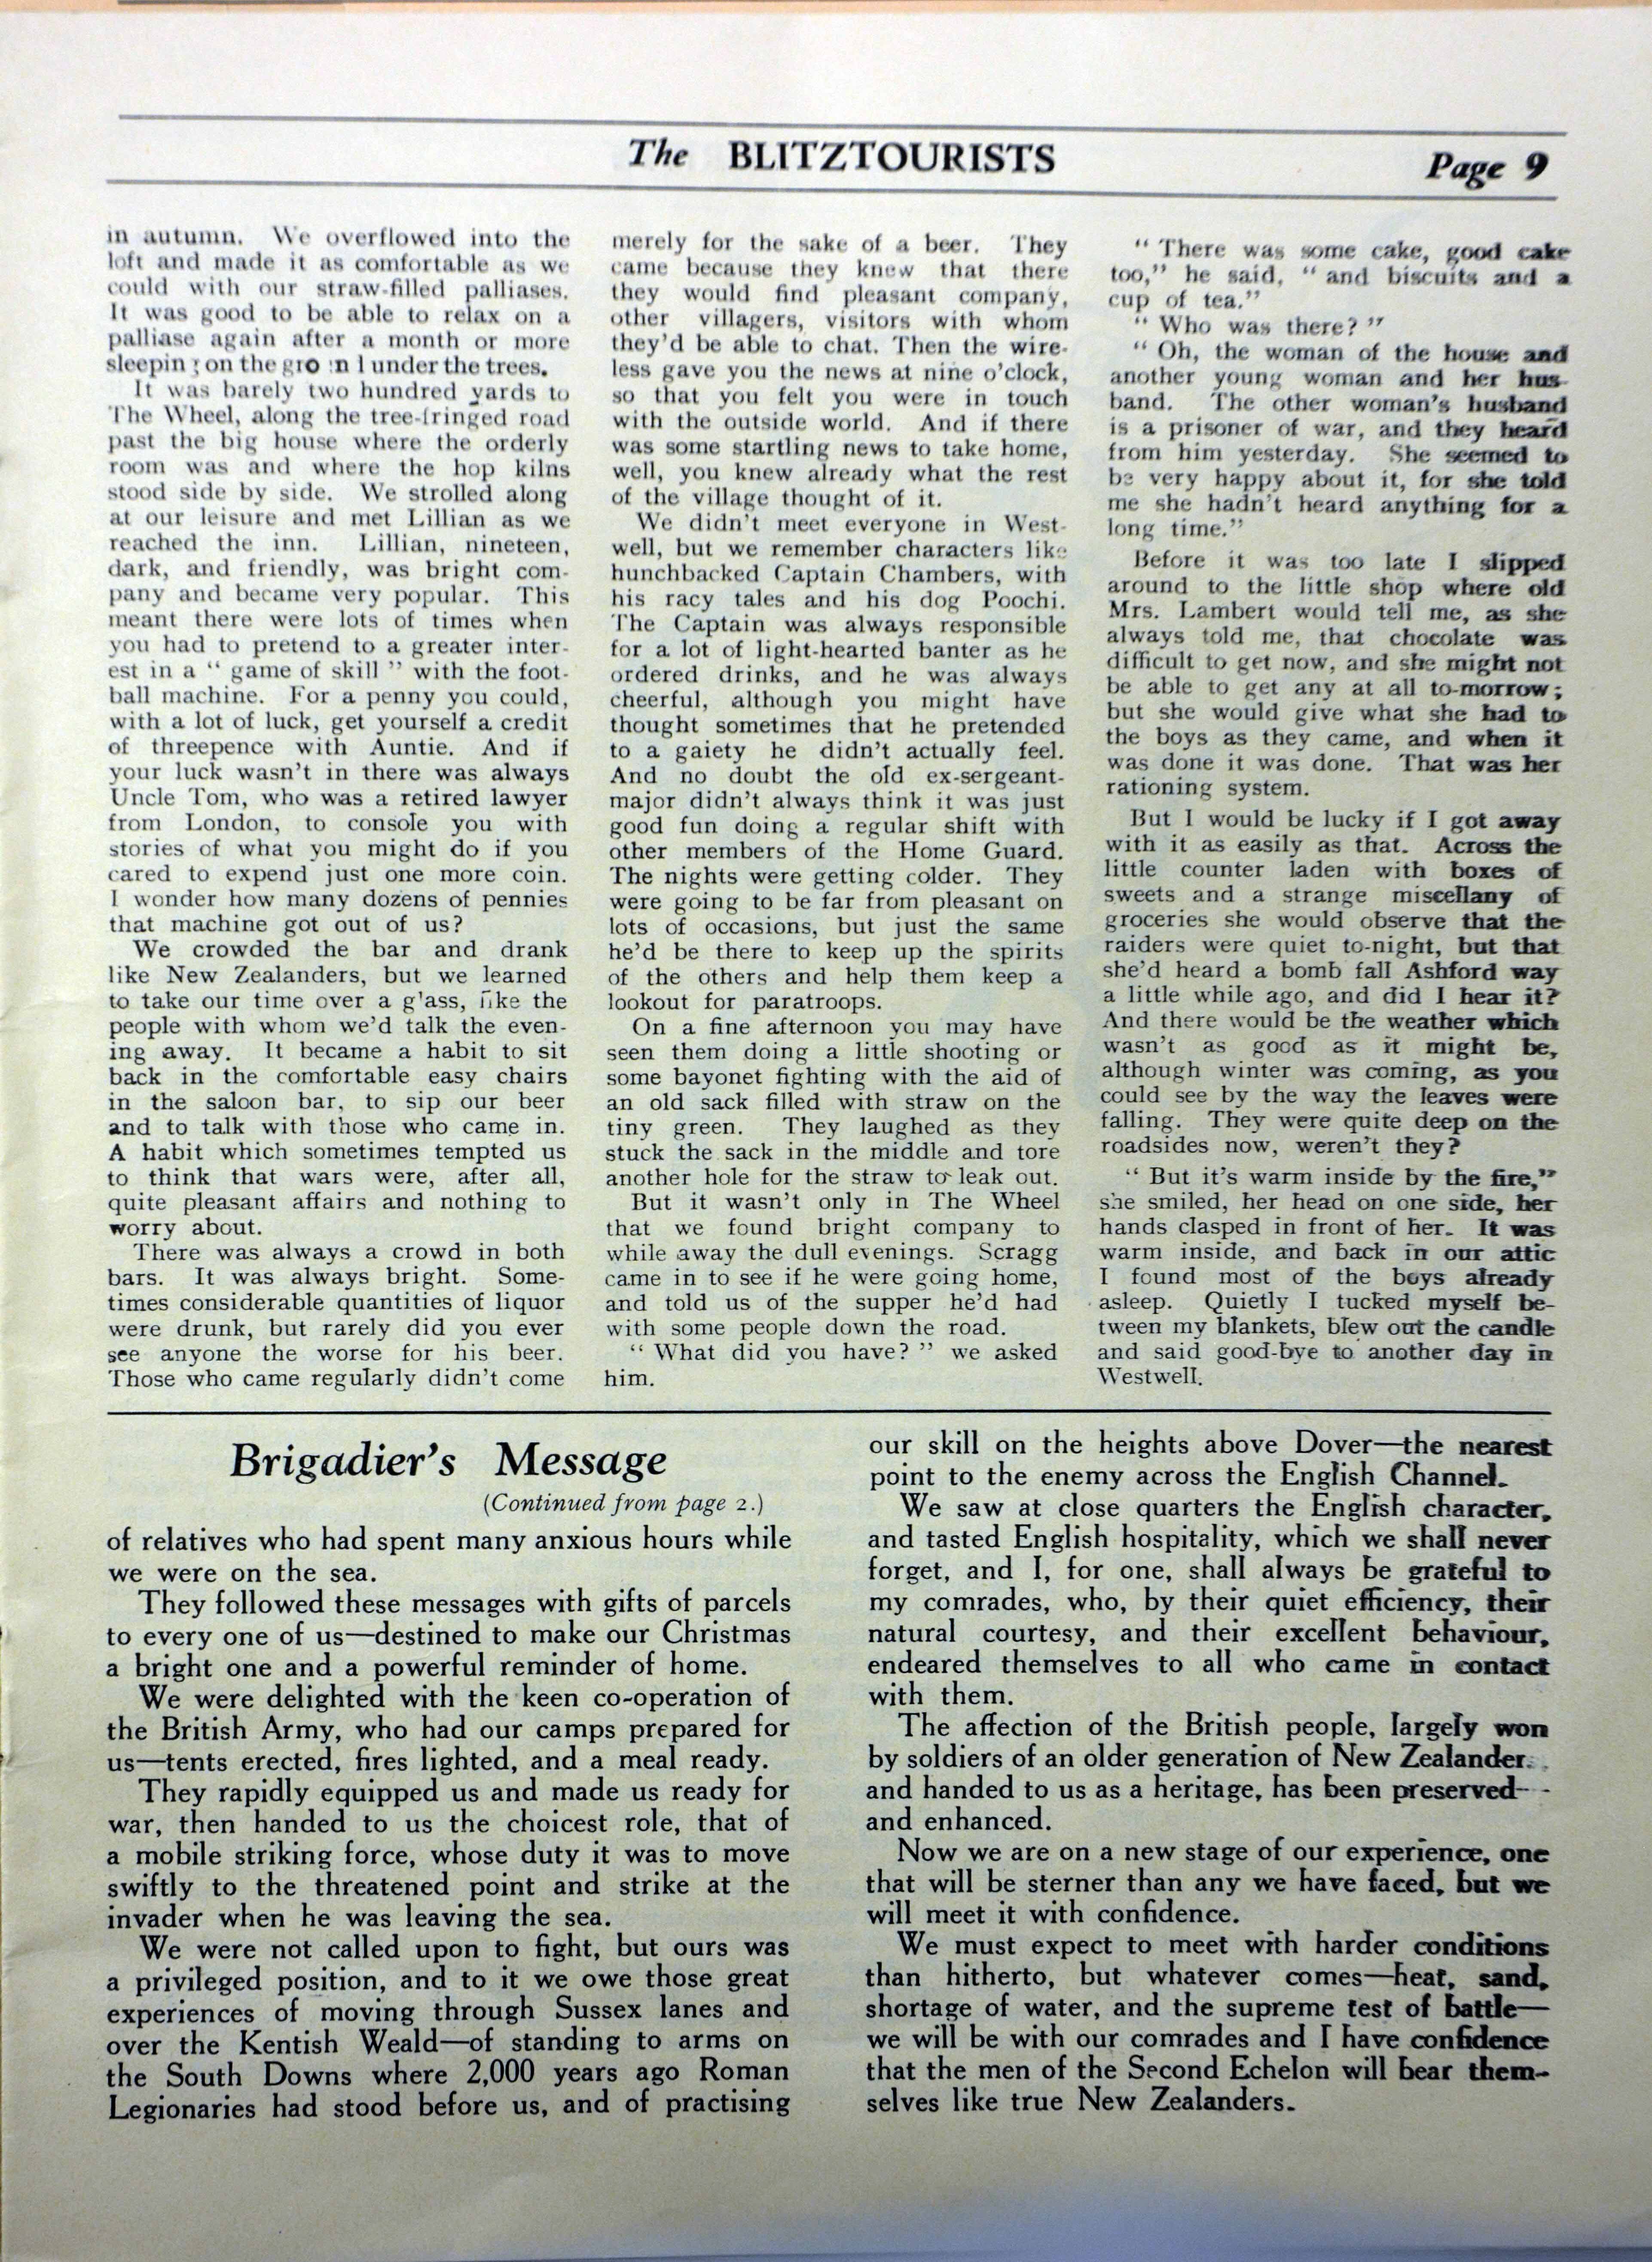 The BLITZTOURISTS
Page 9
in autumn. We overflowed into the
loft and made it as comfortable as we
could with our straw-filled palliases.
It was good to be able to relax on a
palliase again after a month or more
sleepin; on the gro :n l under the trees.
It was barely two hundred yards to
The Wheel, along the tree-fringed road
past the big house where the orderly
room was and where the hop kilns
stood side by side. We strolled along
at our leisure and met Lillian as we
reached the inn. Lillian, nineteen,
dark, and friendly, was bright com-
pany and became very popular. This
meant there were lots of times when
you had to pretend to a greater inter-
est in a “ game of skill ” with the foot-
ball machine. For a penny you could,
with a lot of luck, get yourself a credit
of threepence with Auntie. And if
your luck wasn't in there was always
Uncle Tom, who was a retired lawyer
from London, to console you with
stories of what you might do if you
cared to expend just one more coin.
I wonder how many dozens of pennies
that machine got out of us?
We crowded the bar and drank
like New Zealanders, but we learned
to take our time over a g'ass, like the
people with whom we'd talk the even-
ing away. It became a habit to sit
back in the comfortable easy chairs
in the saloon bar, to sip our beer
and to talk with those who came in.
A habit which sometimes tempted us
to think that wars were, after all,
quite pleasant affairs and nothing to
worry about.
There was always a crowd in both
bars. It was always bright. Some-
times considerable quantities of liquor
were drunk, but rarely did you ever
see anyone the worse for his beer.
Those who came regularly didn't come
merely for the sake of a beer. They
came because they knew that there
they would find pleasant company,
other villagers, visitors with whom
they'd be able to chat. Then the wire-
less gave you the news at nine o'clock,
so that you felt you were in touch
with the outside world. And if there
was some startling news to take home,
well, you knew already what the rest
of the village thought of it.
We didn't meet everyone in West-
well, but we remember characters like
hunchbacked Captain Chambers, with
his racy tales and his dog Poochi.
The Captain was always responsible
for a lot of light-hearted banter as he
ordered drinks, and he was always
cheerful, although you might have
thought sometimes that he pretended
to a gaiety he didn't actually feel.
And no doubt the old ex-sergeant-
major didn't always think it was just
good fun doing a regular shift with
other members of the Home Guard.
The nights were getting colder. They
were going to be far from pleasant on
lots of occasions, but just the same
he'd be there to keep up the spirits
of the others and help them keep a
lookout for paratroops.
On a fine afternoon you may have
seen them doing a little shooting or
some bayonet fighting with the aid of
an old sack filled with straw on the
tiny green. They laughed as they
stuck the sack in the middle and tore
another hole for the straw to leak out.
But it wasn't only in The Wheel
that we found bright company to
while away the dull evenings. Scragg
came in to see if he were going home,
and told us of the supper he'd had
with some people down the road.
“ What did you have? ” we asked
him.
“ There was some cake, good cake
too,” he said, “ and biscuits and a
cup of tea.”
“ Who was there? ”
“ Oh, the woman of the house and
another young woman and her hus-
band. The other woman's husband
is a prisoner of war, and they heard
from him yesterday. She seemed to
be very happy about it, for she told
me she hadn't heard anything for a
long time.”
Before it was too late I slipped
around to the little shop where old
Mrs. Lambert would tell me, as she
always told me, that chocolate was
difficult to get now, and she might not
be able to get any at all to-morrow;
but she would give what she had to
the boys as they came, and when it
was done it was done. That was her
rationing system.
But I would be lucky if I got away
with it as easily as that. Across the
little counter laden with boxes of
sweets and a strange miscellany of
groceries she would observe that the
raiders were quiet to-night, but that
she'd heard a bomb fall Ashford way
a little while ago, and did I hear it?
And there would be the weather which
wasn't as good as it might be,
although winter was coming, as you
could see by the way the leaves were
falling. They were quite deep on the
roadsides now, weren't they?
“ But it's warm inside by the fire,”
she smiled, her head on one side, her
hands clasped in front of her. It was
warm inside, and back in our attic
I found most of the boys already
asleep. Quietly I tucked myself be-
tween my blankets, blew out the candle
and said good-bye to another day in
Westwell.
Brigadier's Message
(Continued from page 2.)
of relatives who had spent many anxious hours while
we were on the sea.
They followed these messages with gifts of parcels
to every one of us—destined to make our Christmas
a bright one and a powerful reminder of home.
We were delighted with the keen co-operation of
the British Army, who had our camps prepared for
us—tents erected, fires lighted, and a meal ready.
They rapidly equipped us and made us ready for
war, then handed to us the choicest role, that of
a mobile striking force, whose duty it was to move
swiftly to the threatened point and strike at the
invader when he was leaving the sea.
We were not called upon to fight, but ours was
a privileged position, and to it we owe those great
experiences of moving through Sussex lanes and
over the Kentish Weald—of standing to arms on
the South Downs where 2,000 years ago Roman
Legionaries had stood before us, and of practising
our skill on the heights above Dover—the nearest
point to the enemy across the English Channel.
We saw at close quarters the English character,
and tasted English hospitality, which we shall never
forget, and I, for one, shall always be grateful to
my comrades, who, by their quiet efficiency, their
natural courtesy, and their excellent behaviour,
endeared themselves to all who came in contact
with them.
The affection of the British people, largely won
by soldiers of an older generation of New Zealander.
and handed to us as a heritage, has been preserved—
and enhanced.
Now we are on a new stage of our experience, one
that will be sterner than any we have faced, but we
will meet it with confidence.
We must expect to meet with harder conditions
than hitherto, but whatever comes—heat, sand,
shortage of water, and the supreme test of battle—
we will be with our comrades and I have confidence
that the men of the Second Echelon will bear them-
selves like true New Zealanders.